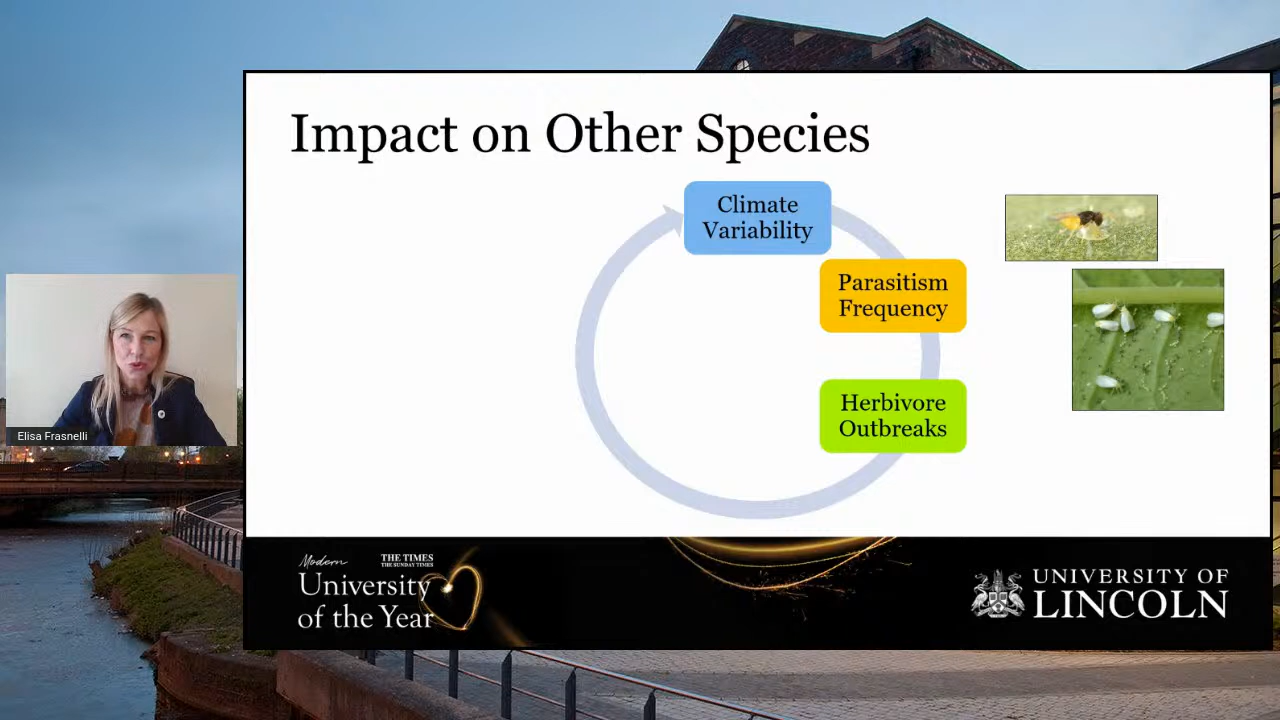 Impact on Other Species
Climate
Variability
Parasitism
Frequency
Herbivore
Outbreaks
Elisa Frasnelli
Modern
THE TIMES
THE SUNDAY TIMES
University
of the Year
UNIVERSITY OF
LINCOLN